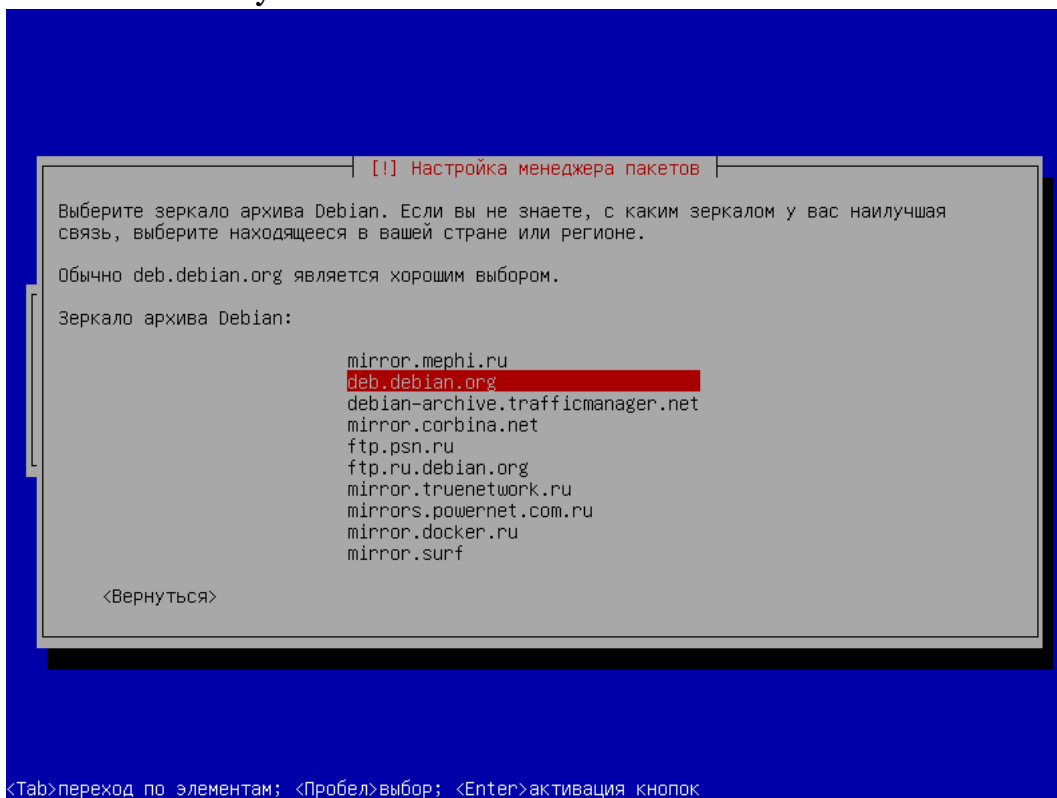 [!] Настройка менеджера пакетов
Выберите зеркало архива Debian. Если вы не знаете, с каким зеркалом у вас наилучшая
связь, выберите находящееся в вашей стране или регионе.
Обычно deb.debian.org является хорошим выбором.
Зеркало архива Debian:
mirror.mephi.ru
deb.debian.org
debian-archive.trafficmanager.net
mirror.corbina.net
ftp.psn.ru
ftp.ru.debian.org
mirror.truenetwork.ru
mirrors.powernet.com.ru
mirror.docker.ru
mirror.surf
<Вернуться>
<Tab>переход по элементам; <Пробел>выбор; <Enter>активация кнопок